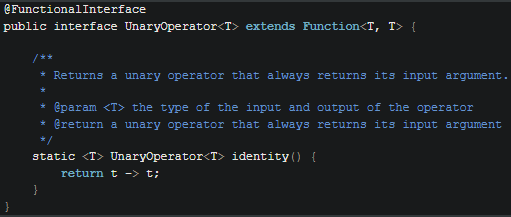 @FunctionalInterface
public interface UnaryOperator<T> extends Function<T, T> {
/**
* Returns a unary operator that always returns its input argument.
*
* @param <T> the type of the input and output of the operator
* @return a unary operator that always returns its input argument
*/
static <T> UnaryOperator<T> identity() {
return t -> t;
}
}